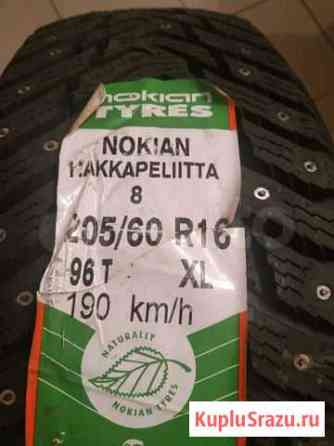 nokian
TYRES
NOKIAN
HAKKAPELIITTA
8
205/60 R16
96 T XL
190 km/h
NATURALLY
NOKIAN TYRES
KupluSrazu.ru